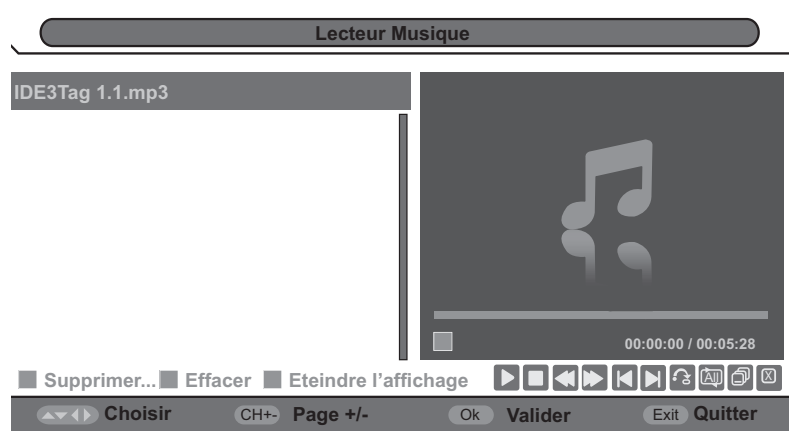 Lecteur Musique
IDE3Tag 1.1.mp3
00:00:00 / 00:05:28
Supprimer... Effacer Eteindre l'affichage All X
Choisir CH+- Page +/- Ok Valider Exit Quitter